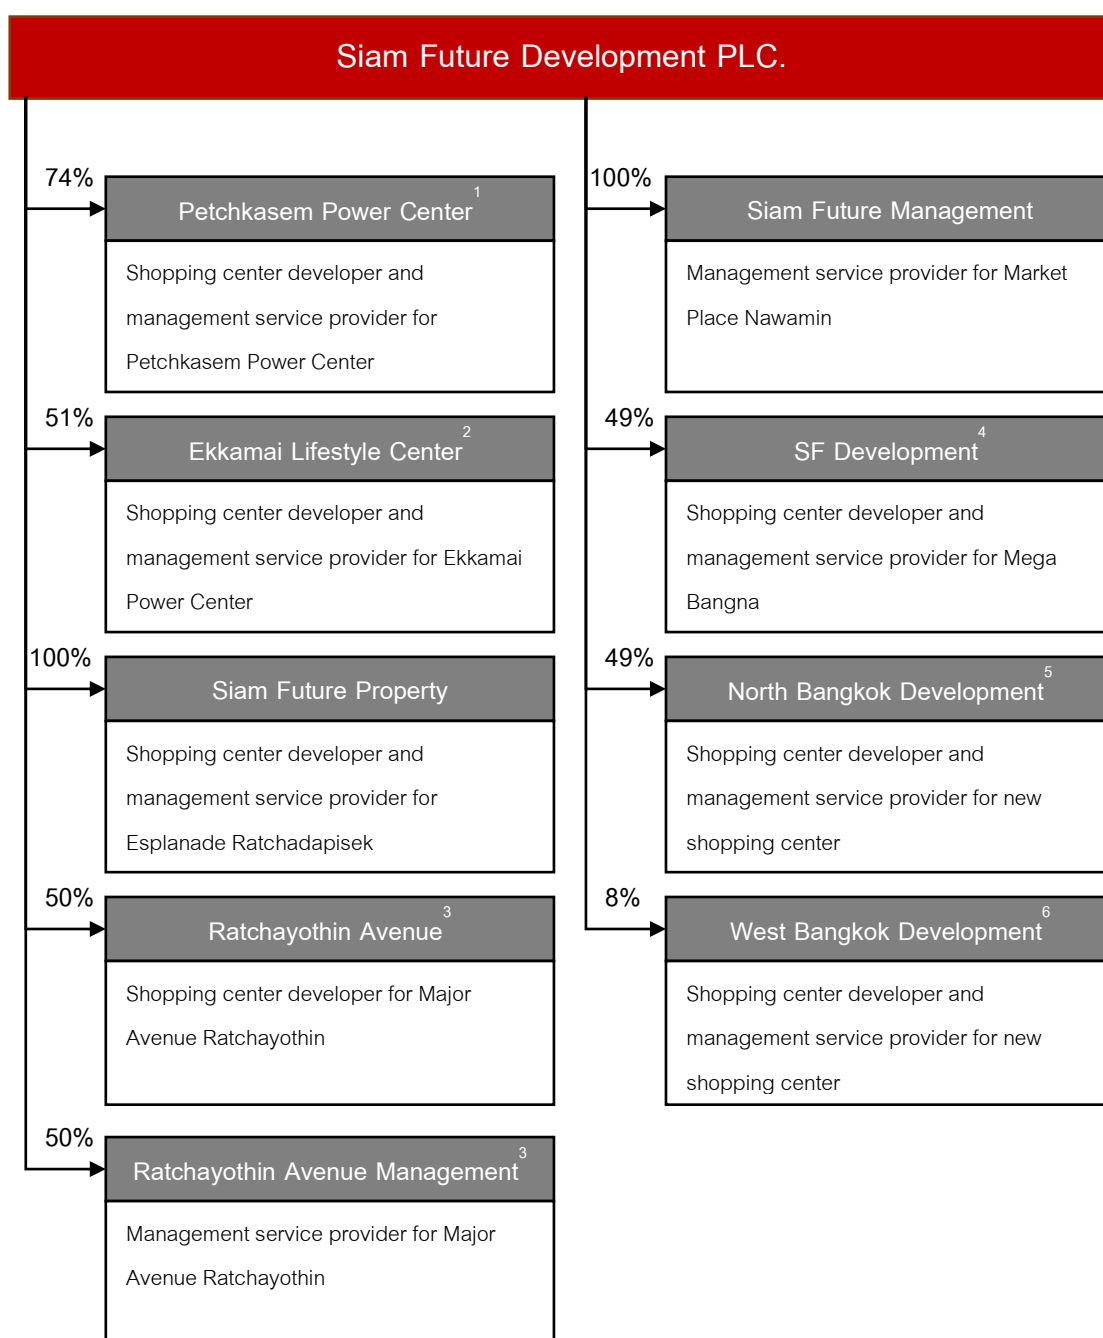 Siam Future Development PLC.
74%
Petchkasem Power Center 1
Shopping center developer and
management service provider for
Petchkasem Power Center
51%
Ekkamai Lifestyle Center 2
Shopping center developer and
management service provider for Ekkamai
Power Center
100%
Siam Future Property
Shopping center developer and
management service provider for
Esplanade Ratchadapisek
50%
Ratchayothin Avenue 3
Shopping center developer for Major
Avenue Ratchayothin
50%
Ratchayothin Avenue Management 3
Management service provider for Major
Avenue Ratchayothin
100%
Siam Future Management
Management service provider for Market
Place Nawamin
49%
SF Development 4
Shopping center developer and
management service provider for Mega
Bangna
49%
North Bangkok Development 5
Shopping center developer and
management service provider for new
shopping center
8%
West Bangkok Development 6
Shopping center developer and
management service provider for new
shopping center